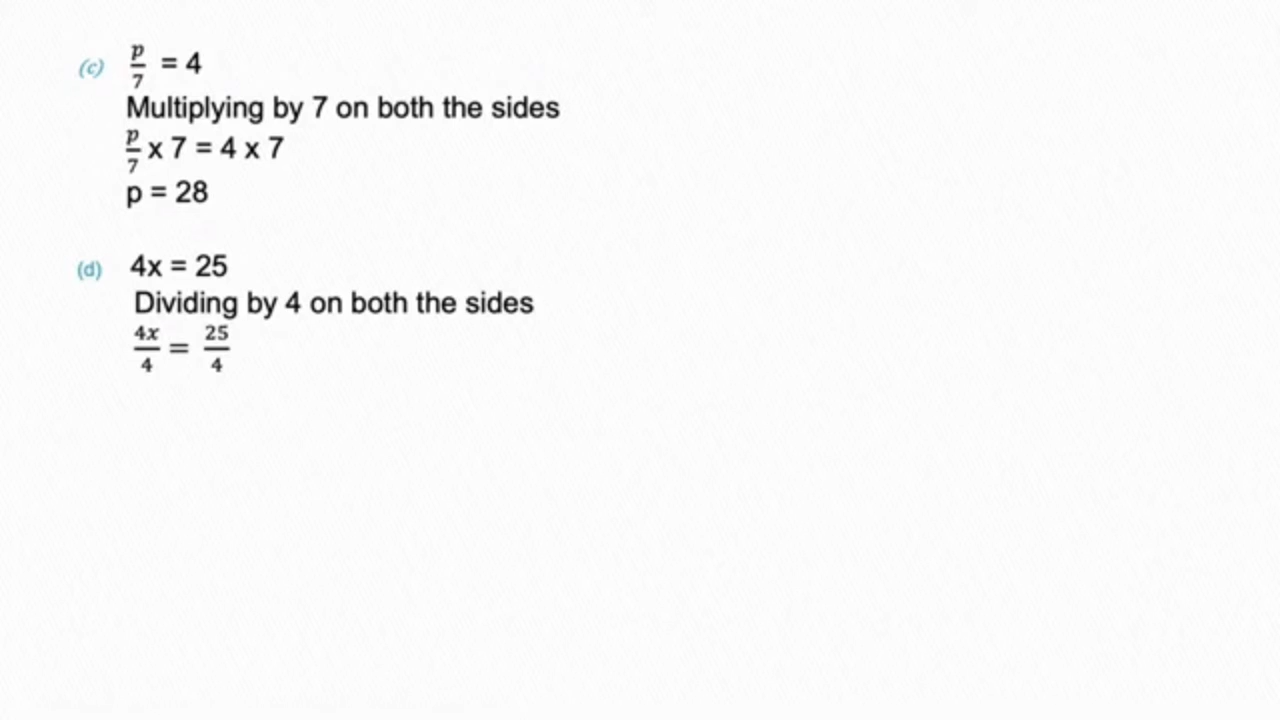 (c) p/7 = 4
Multiplying by 7 on both the sides
p/7 x 7 = 4 x 7
p = 28
(d) 4x = 25
Dividing by 4 on both the sides
4x/4 = 25/4